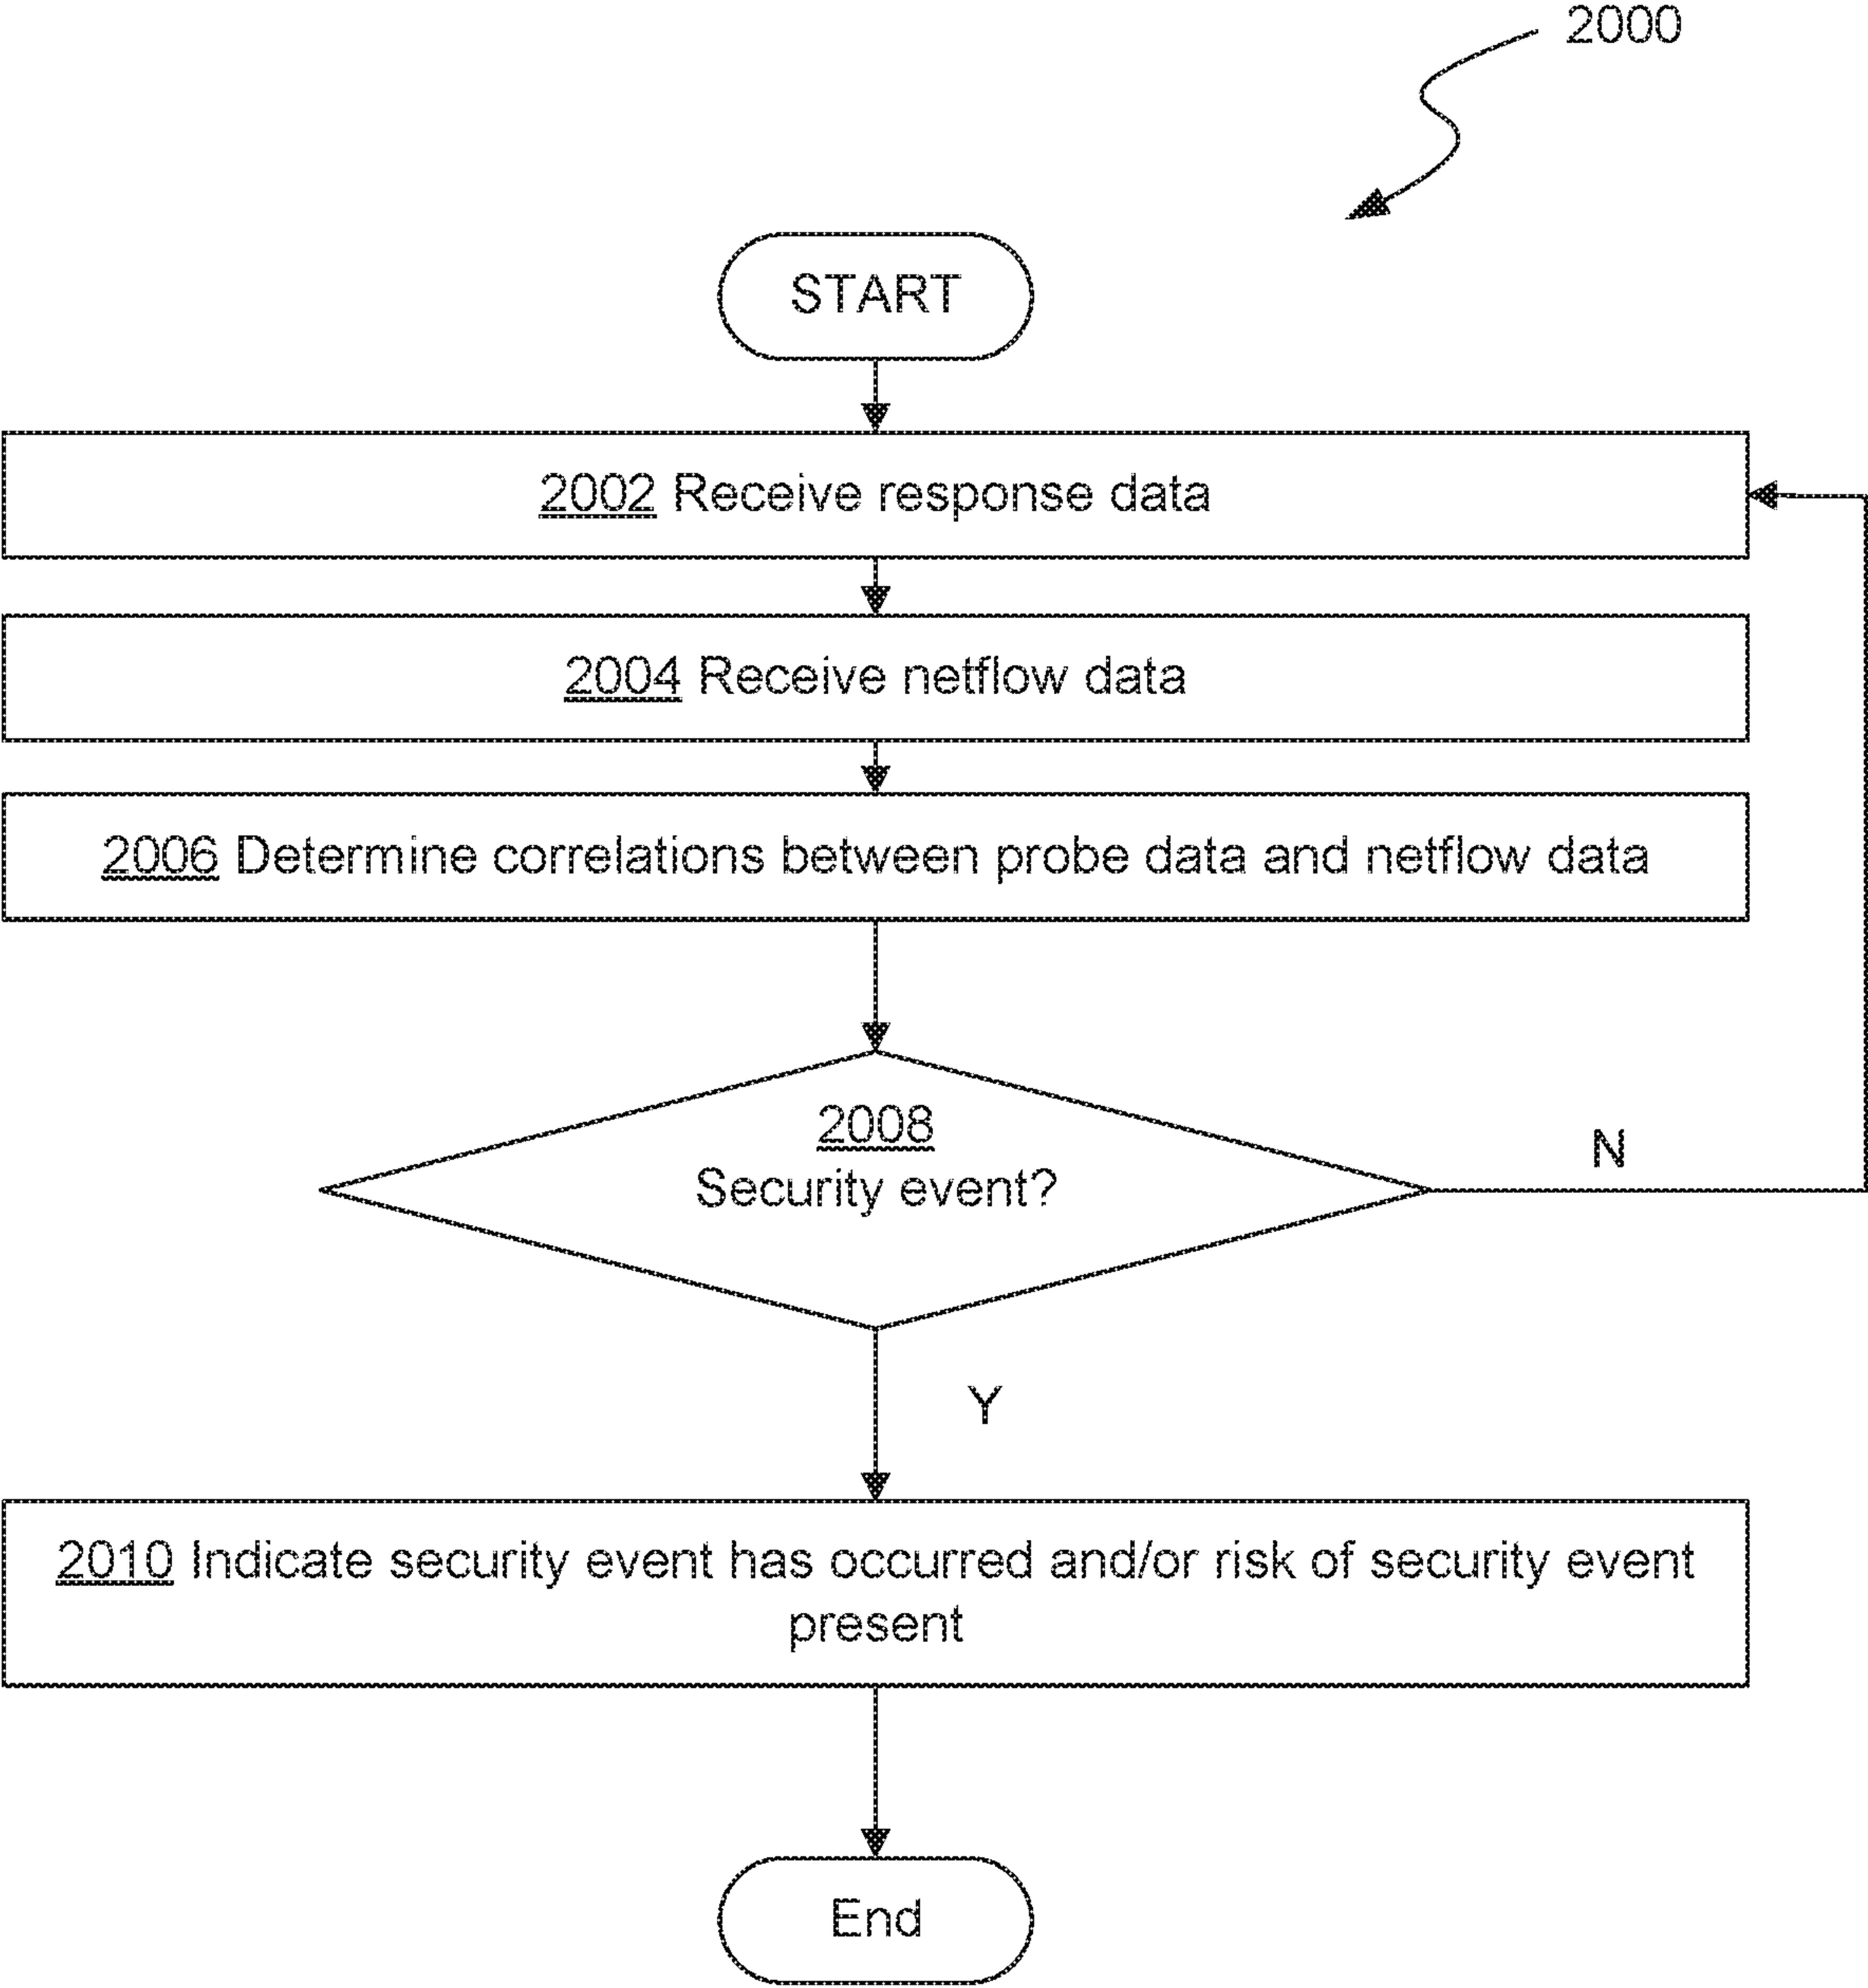 2000
START
2002 Receive response data
2004 Receive netflow data
2006 Determine correlations between probe data and netflow data
2008
Security event?
N
Y
2010 Indicate security event has occurred and/or risk of security event
present
End